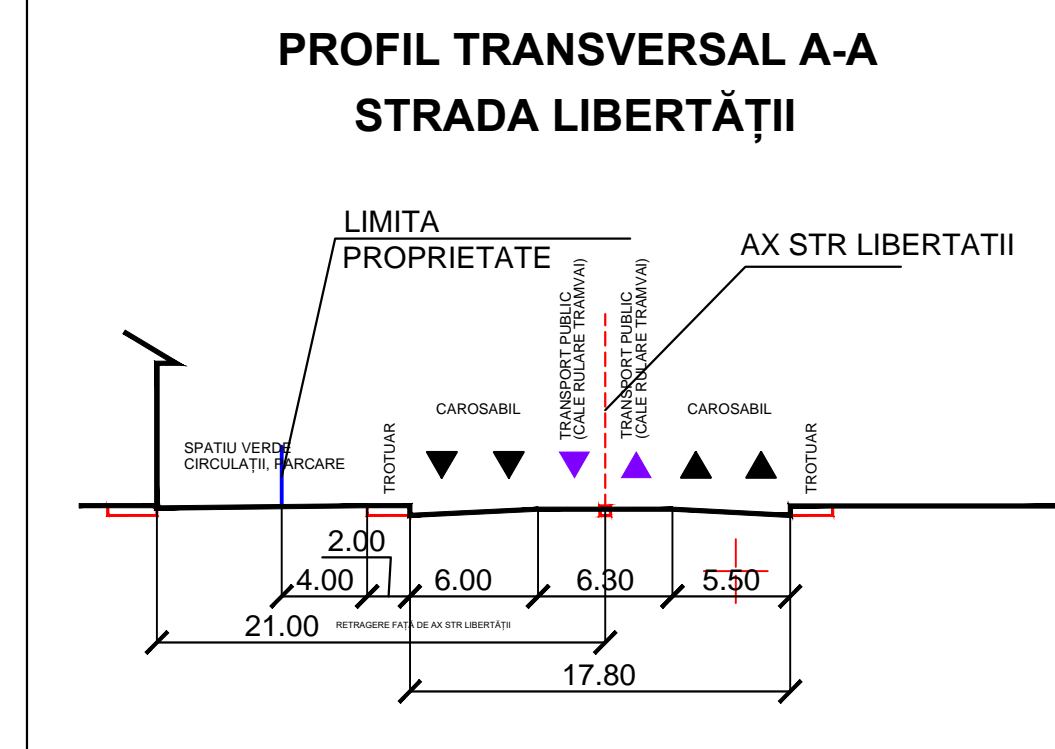 PROFIL TRANSVERSAL A-A
STRADA LIBERTĂȚII
LIMITA
PROPRIETATE
AX STR LIBERTATII
TRANSPORT PUBLIC
(CALE RULARE TRAMVAI)
TRANSPORT PUBLIC
(CALE RULARE TRAMVAI)
CAROSABIL
CAROSABIL
SPATIU VERDE
CIRCULAȚII, PARCARE
TROTUAR
TROTUAR
2.00
4.00
6.00
6.30
5.50
21.00
RETRAGERE FAȚĂ DE AX STR LIBERTĂȚII
17.80